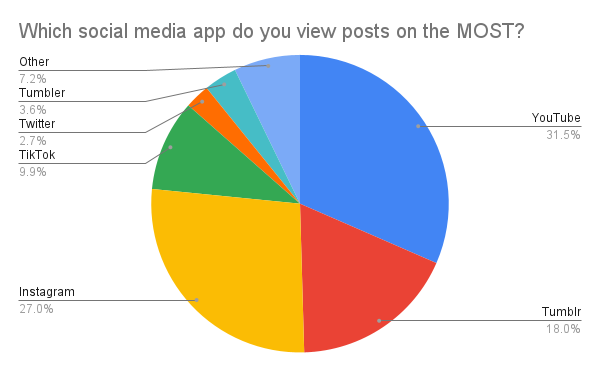 Which social media app do you view posts on the MOST?
Other
7.2%
Tumbler
3.6%
Twitter
2.7%
TikTok
9.9%
Instagram
27.0%
YouTube
31.5%
Tumblr
18.0%